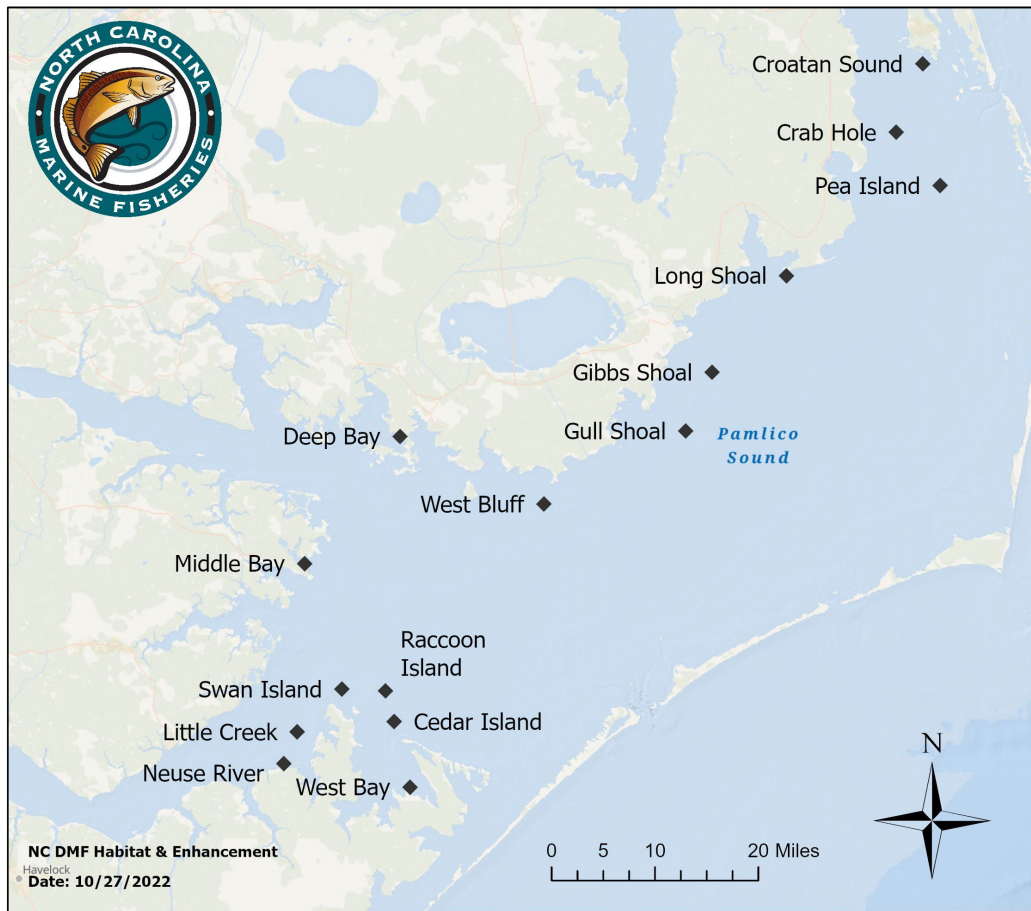 NORTH CAROLINA
MARINE FISHERIES
Croatan Sound
Crab Hole
Pea Island
Long Shoal
Gibbs Shoal
Gull Shoal
Pamlico
Sound
Deep Bay
West Bluff
Middle Bay
Raccoon
Island
Swan Island
Cedar Island
Little Creek
Neuse River
West Bay
N
NC DMF Habitat & Enhancement
Havelock
Date: 10/27/2022
0 5 10 20 Miles